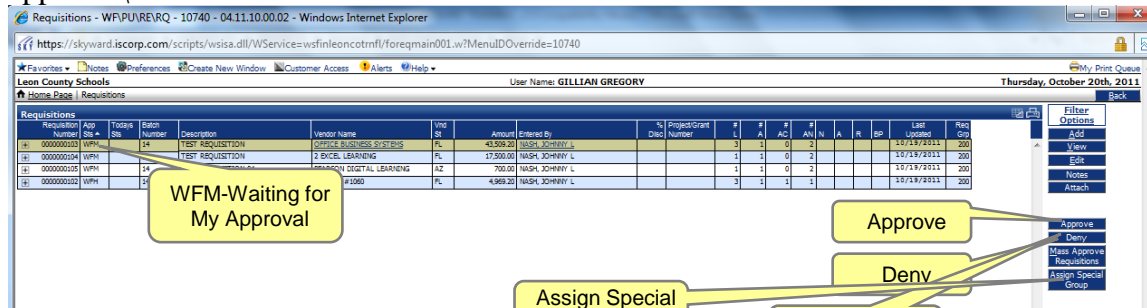 Requisitions - WF\PU\RE\RQ - 10740 - 04.11.10.00.02 - Windows Internet Explorer
https://skyward.iscorp.com/scripts/wsisa.dll/WService=wsfinleoncotrnfl/foreqmain001.w?MenuIDOverride=10740
Favorites Notes Preferences Create New Window Customer Access Alerts Help My Print Queue
Leon County Schools User Name: GILLIAN GREGORY Thursday, October 20th, 2011
Home Page | Requisitions Back
Requisitions
Requisition Number App Sts Todays Sts Batch Number Description Vendor Name Vnd St Amount Entered By % Disc Project/Grant Number # L # A # AC # AN N A R BP Last Updated Req Grp
0000000103 WFM 14 TEST REQUISITION OFFICE BUSINESS SYSTEMS FL 43,509.20 NASH, JOHNNY L 3 1 0 2 10/19/2011 200
0000000104 WFM TEST REQUISITION 2 EXCEL LEARNING FL 17,500.00 NASH, JOHNNY L 1 1 0 2 10/19/2011 200
0000000105 WFM 14 DIGITAL LEARNING AZ 700.00 NASH, JOHNNY L 1 1 0 2 10/19/2011 200
0000000102 WFM #1060 FL 4,969.20 NASH, JOHNNY L 3 1 1 1 10/19/2011 200
Filter Options
Add
View
Edit
Notes
Attach
Approve
Deny
Mass Approve Requisitions
Assign Special Group
WFM-Waiting for
My Approval
Approve
Deny
Assign Special